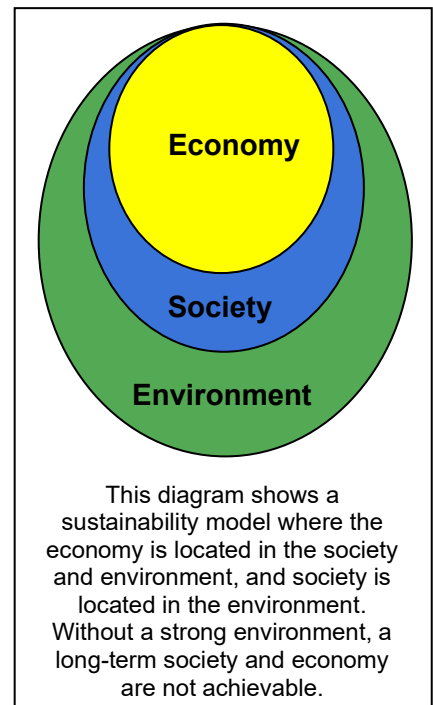 Economy
Society
Environment
This diagram shows a
sustainability model where the
economy is located in the society
and environment, and society is
located in the environment.
Without a strong environment, a
long-term society and economy
are not achievable.